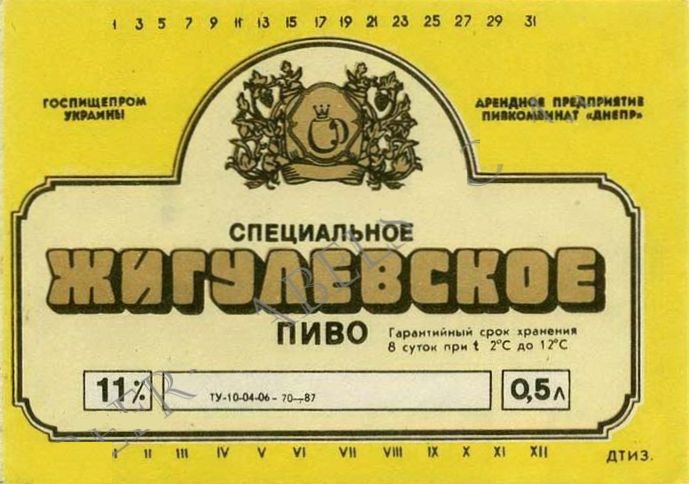 1 3 5 7 9 11 13 15 17 19 21 23 25 27 29 31
ГОСПИЩЕПРОМ
УКРАИНЫ
АРЕНДНОЕ ПРЕДПРИЯТИЕ
ПИВКОМБИНАТ «ДНЕПР»
СПЕЦИАЛЬНОЕ
ЖИГУЛЕВСКОЕ
ПИВО
Гарантийный срок хранения
8 суток при t 2°C до 12°C
11%
ТУ-10-04-06-70-87
0,5л
I II III IV V VI VII VIII IX X XI XII
ДТИЗ.